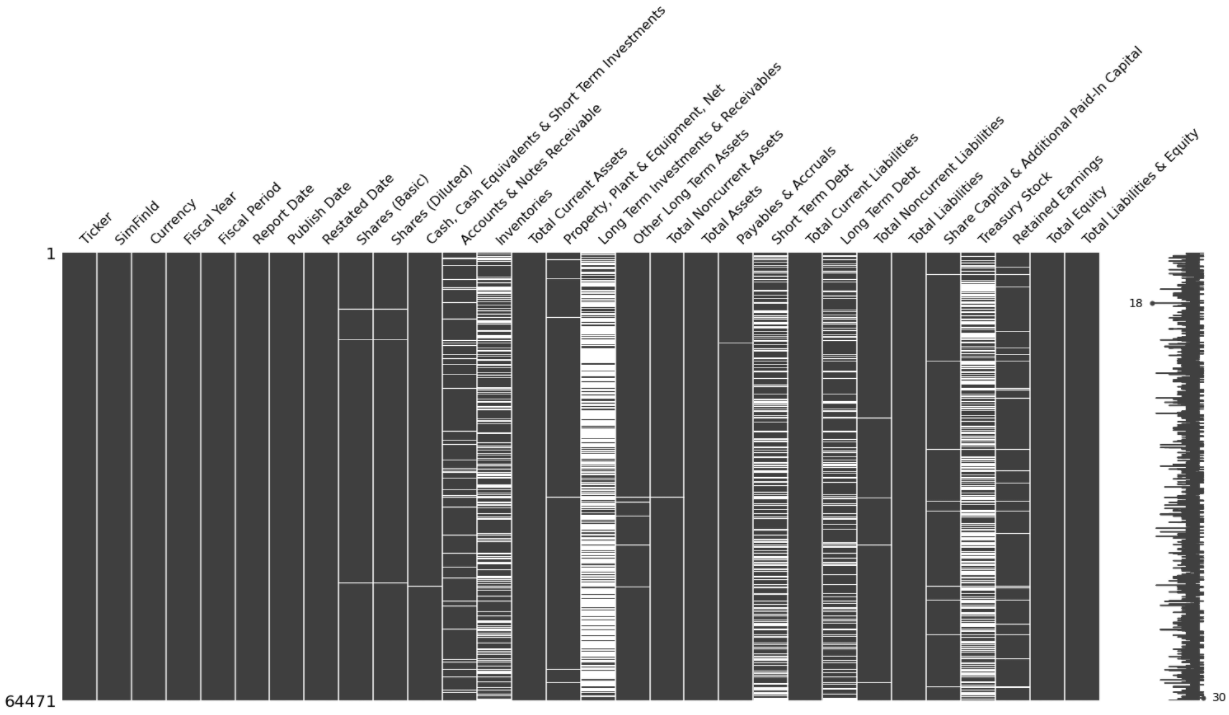 Ticker
SimFinId
Currency
Fiscal Year
Fiscal Period
Report Date
Publish Date
Restated Date
Shares (Basic)
Shares (Diluted)
Cash, Cash Equivalents & Short Term Investments
Accounts & Notes Receivable
Inventories
Total Current Assets
Property, Plant & Equipment, Net
Long Term Investments & Receivables
Other Long Term Assets
Total Noncurrent Assets
Total Assets
Payables & Accruals
Short Term Debt
Total Current Liabilities
Long Term Debt
Total Noncurrent Liabilities
Total Liabilities
Share Capital & Additional Paid-In Capital
Treasury Stock
Retained Earnings
Total Equity
Total Liabilities & Equity
1
18
64471
30